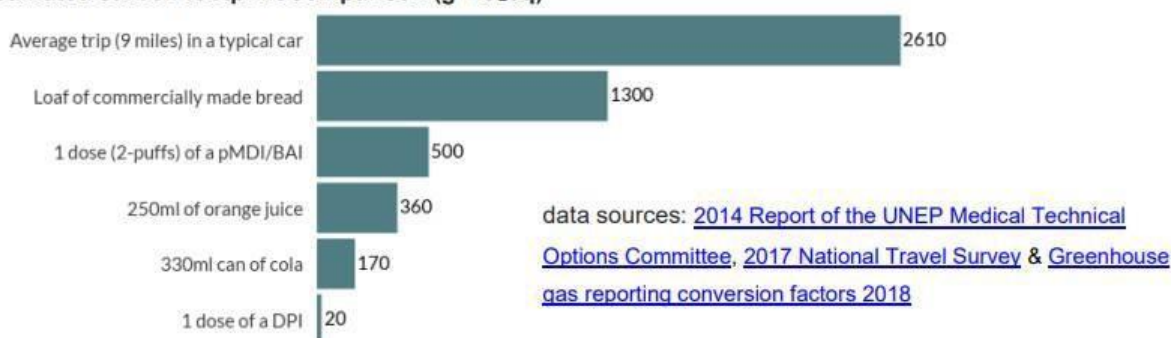 Average trip (9 miles) in a typical car 2610
Loaf of commercially made bread 1300
1 dose (2-puffs) of a pMDI/BAI 500
250ml of orange juice 360
330ml can of cola 170
1 dose of a DPI 20
data sources: 2014 Report of the UNEP Medical Technical
Options Committee, 2017 National Travel Survey & Greenhouse
gas reporting conversion factors 2018